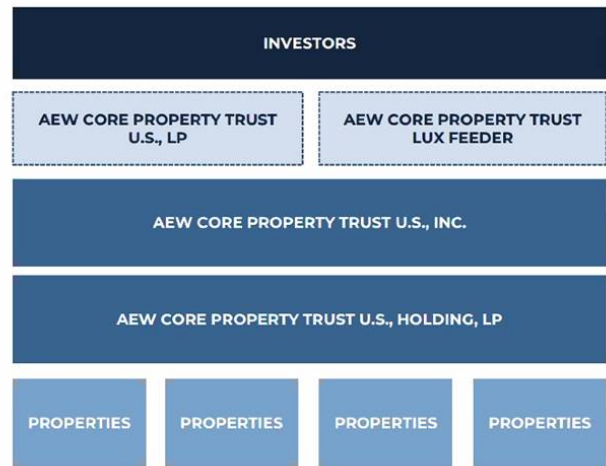 INVESTORS
AEW CORE PROPERTY TRUST
U.S., LP
AEW CORE PROPERTY TRUST
LUX FEEDER
AEW CORE PROPERTY TRUST U.S., INC.
AEW CORE PROPERTY TRUST U.S., HOLDING, LP
PROPERTIES
PROPERTIES
PROPERTIES
PROPERTIES